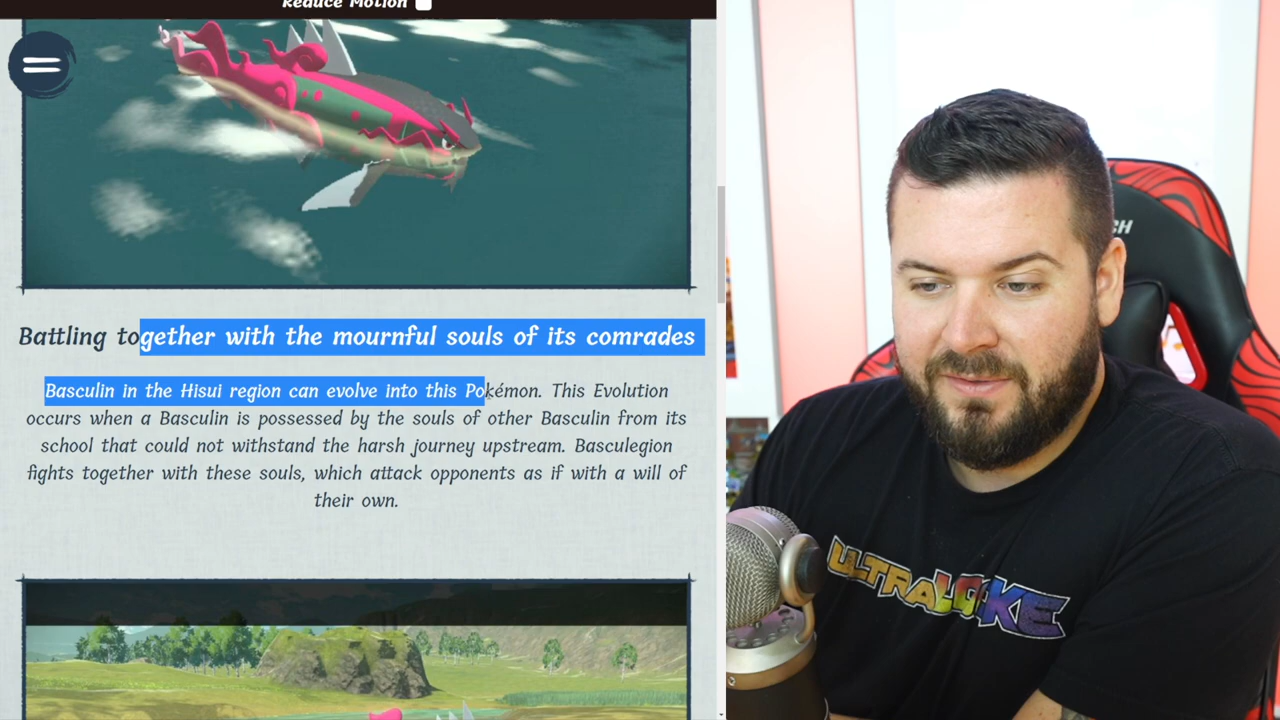 Reduce Motion
Battling together with the mournful souls of its comrades
Basculin in the Hisui region can evolve into this Pokémon. This Evolution
occurs when a Basculin is possessed by the souls of other Basculin from its
school that could not withstand the harsh journey upstream. Basculegion
fights together with these souls, which attack opponents as if with a will of
their own.
CH
ULTRALOCKE